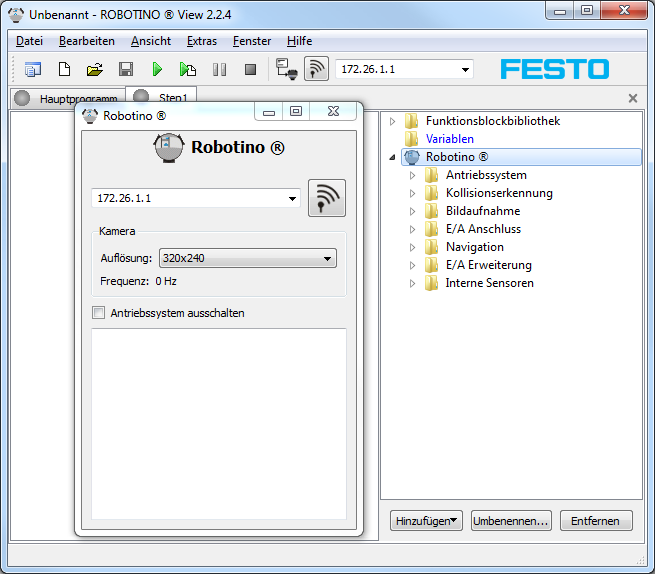 Unbenannt - ROBOTINO ® View 2.2.4
Datei Bearbeiten Ansicht Extras Fenster Hilfe
172.26.1.1
FESTO
Hauptprogramm Step1
Robotino ®
Robotino ®
172.26.1.1
Kamera
Auflösung: 320x240
Frequenz: 0 Hz
Antriebssystem ausschalten
Funktionsblockbibliothek
Variablen
Robotino ®
Antriebssystem
Kollisionserkennung
Bildaufnahme
E/A Anschluss
Navigation
E/A Erweiterung
Interne Sensoren
Hinzufügen Umbenennen... Entfernen